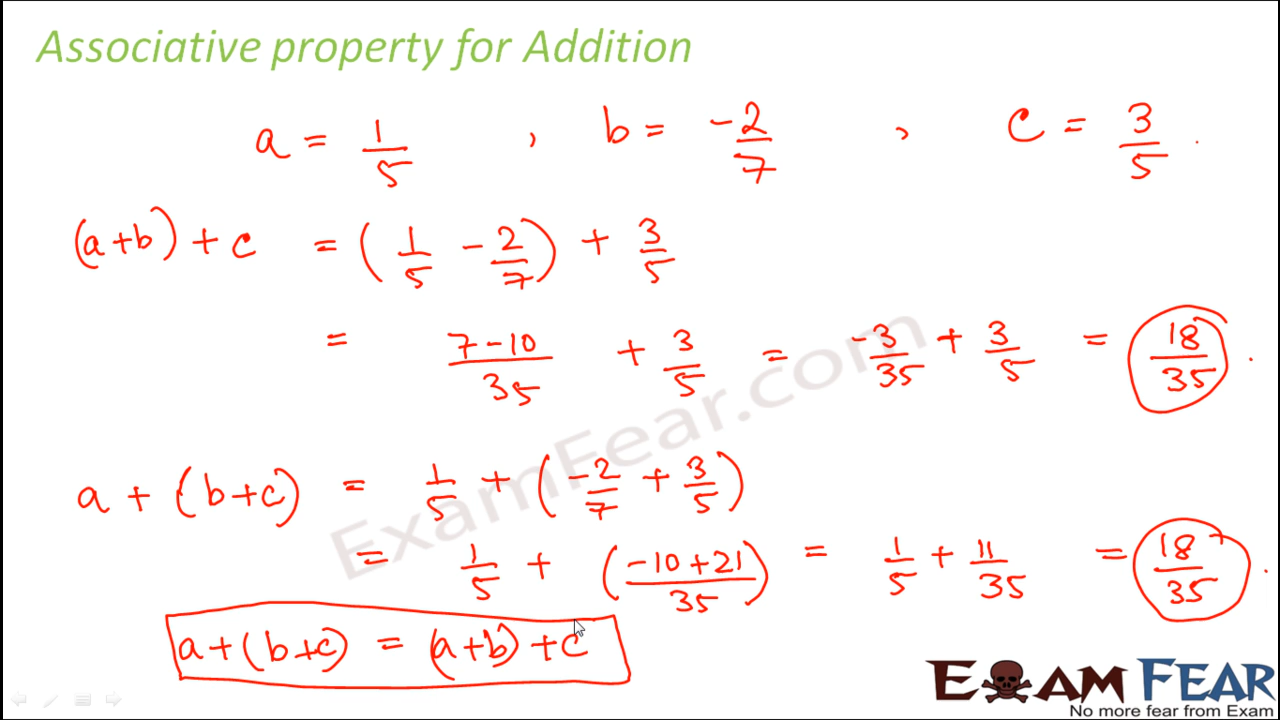 Associative property for Addition
a = 1/5 , b = -2/7 , c = 3/5 .
(a+b) + c = (1/5 - 2/7) + 3/5
= 7-10/35 + 3/5 = -3/35 + 3/5 = 18/35 .
a + (b+c) = 1/5 + (-2/7 + 3/5)
= 1/5 + (-10+21/35) = 1/5 + 11/35 = 18/35 .
a+(b+c) = (a+b)+c
ExamFear.com
EXAM FEAR
No more fear from Exam